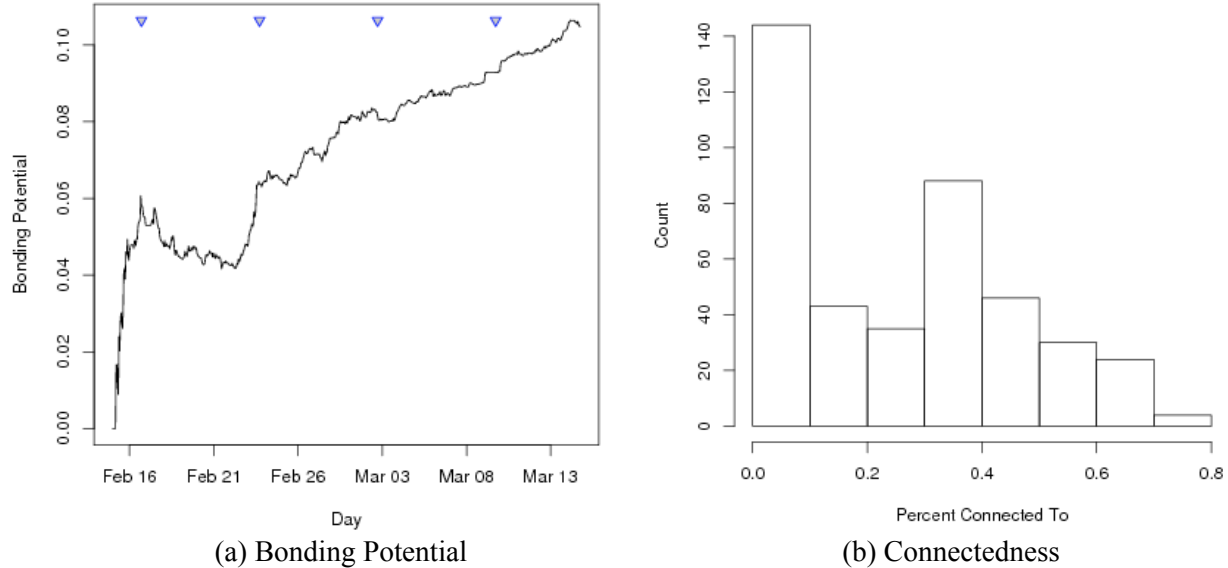 0.10
0.08
0.06
0.04
0.02
0.00
Bonding Potential
Feb 16 Feb 21 Feb 26 Mar 03 Mar 08 Mar 13
Day
(a) Bonding Potential
140
120
100
80
60
40
20
0
Count
0.0 0.2 0.4 0.6 0.8
Percent Connected To
(b) Connectedness